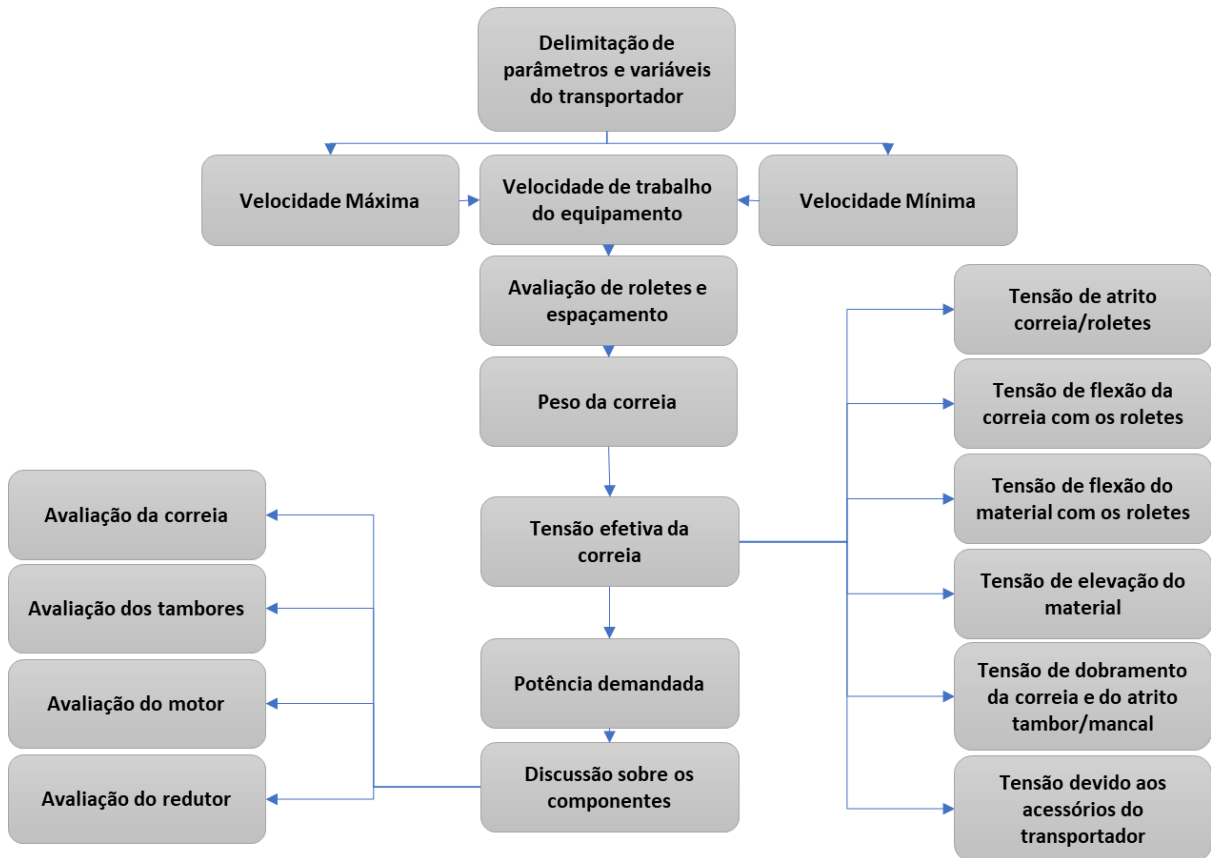 Delimitação de
parâmetros e variáveis
do transportador
Velocidade Máxima
Velocidade de trabalho
do equipamento
Velocidade Mínima
Avaliação de roletes e
espaçamento
Peso da correia
Tensão efetiva da
correia
Potência demandada
Discussão sobre os
componentes
Avaliação da correia
Avaliação dos tambores
Avaliação do motor
Avaliação do redutor
Tensão de atrito
correia/roletes
Tensão de flexão da
correia com os roletes
Tensão de flexão do
material com os roletes
Tensão de elevação do
material
Tensão de dobramento
da correia e do atrito
tambor/mancal
Tensão devido aos
acessórios do
transportador